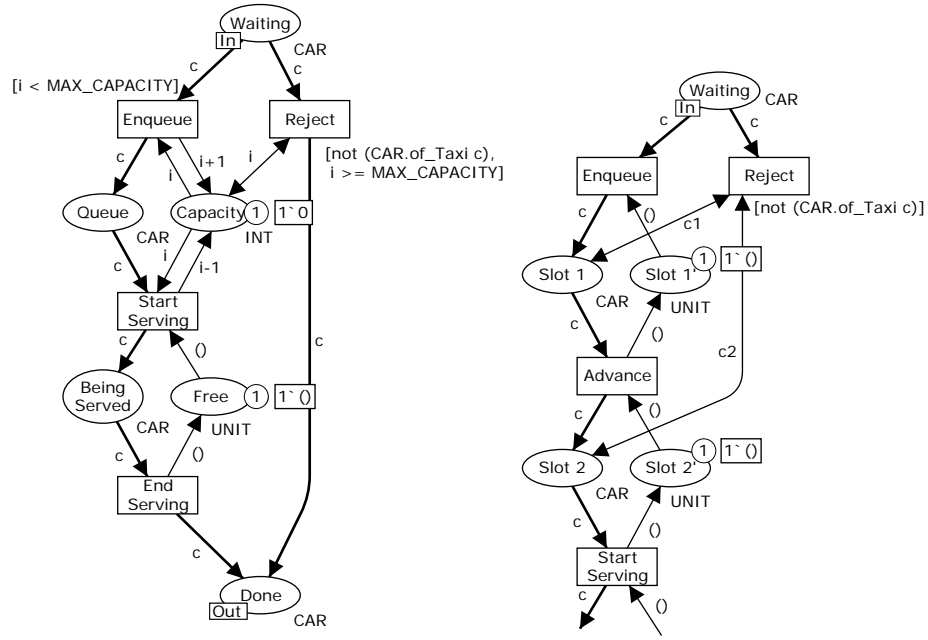 Waiting
In
CAR
c
c
[i < MAX_CAPACITY]
Enqueue
Reject
c
i+1
i
i
[not (CAR.of_Taxi c),
i >= MAX_CAPACITY]
Queue
Capacity
1
1`0
CAR
INT
c
i
i-1
Start
Serving
c
()
c
Being
Served
Free
1
1`()
CAR
UNIT
c
()
End
Serving
c
Done
Out
CAR
Waiting
In
CAR
c
c
Enqueue
Reject
[not (CAR.of_Taxi c)]
c
()
c1
Slot 1
Slot 1'
1
1`()
CAR
UNIT
c
()
c2
Advance
c
()
Slot 2
Slot 2'
1
1`()
CAR
UNIT
c
()
Start
Serving
c
()